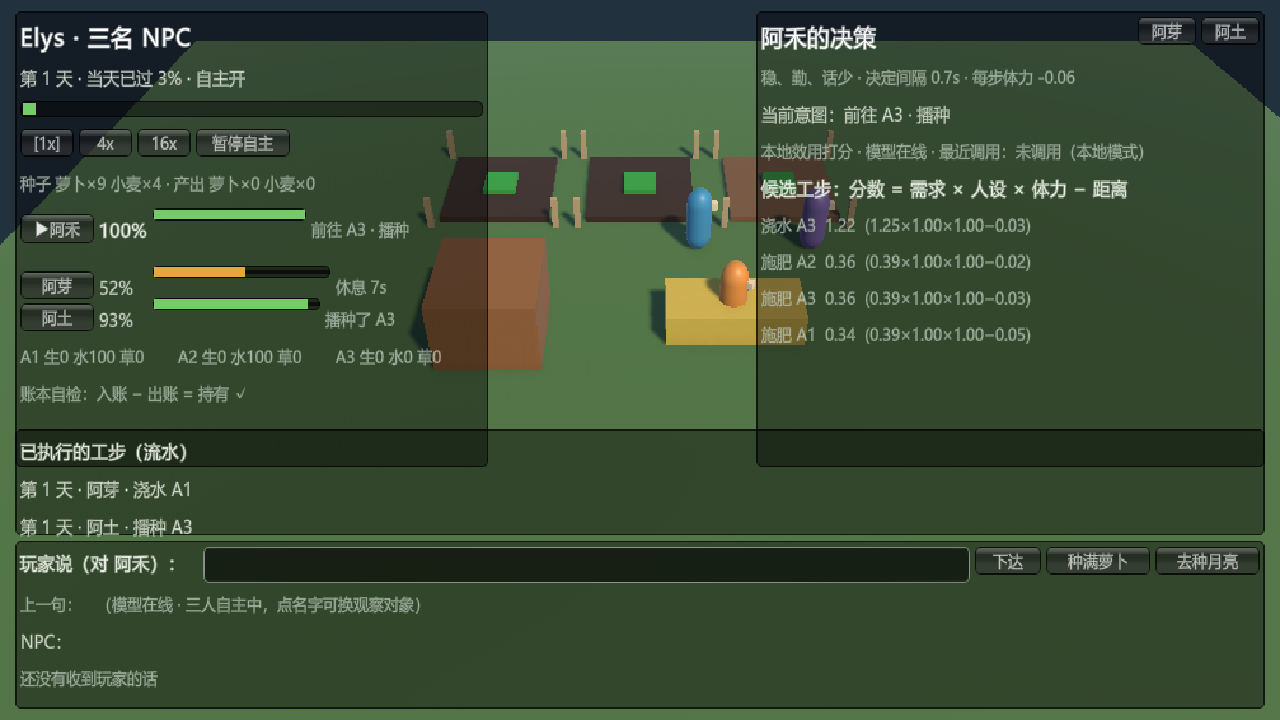 Elys · 三名 NPC
第 1 天 · 当天已过 3% · 自主开
[1x] 4x 16x 暂停自主
种子 萝卜×9 小麦×4 · 产出 萝卜×0 小麦×0
▶阿禾 100% 前往 A3 · 播种
阿芽 52% 休息 7s
阿土 93% 播种了 A3
A1 生0 水100 草0 A2 生0 水100 草0 A3 生0 水0 草0
账本自检：入账 − 出账 = 持有 ✓
阿禾的决策 阿芽 阿土
稳、勤、话少 · 决定间隔 0.7s · 每步体力 -0.06
当前意图：前往 A3 · 播种
本地效用打分 · 模型在线 · 最近调用：未调用（本地模式）
候选工步：分数 = 需求 × 人设 × 体力 − 距离
浇水 A3 1.22 (1.25×1.00×1.00−0.03)
施肥 A2 0.36 (0.39×1.00×1.00−0.02)
施肥 A3 0.36 (0.39×1.00×1.00−0.03)
施肥 A1 0.34 (0.39×1.00×1.00−0.05)
已执行的工步（流水）
第 1 天 · 阿芽 · 浇水 A1
第 1 天 · 阿土 · 播种 A3
玩家说（对 阿禾）： 下达 种满萝卜 去种月亮
上一句： （模型在线 · 三人自主中，点名字可换观察对象）
NPC:
还没有收到玩家的话